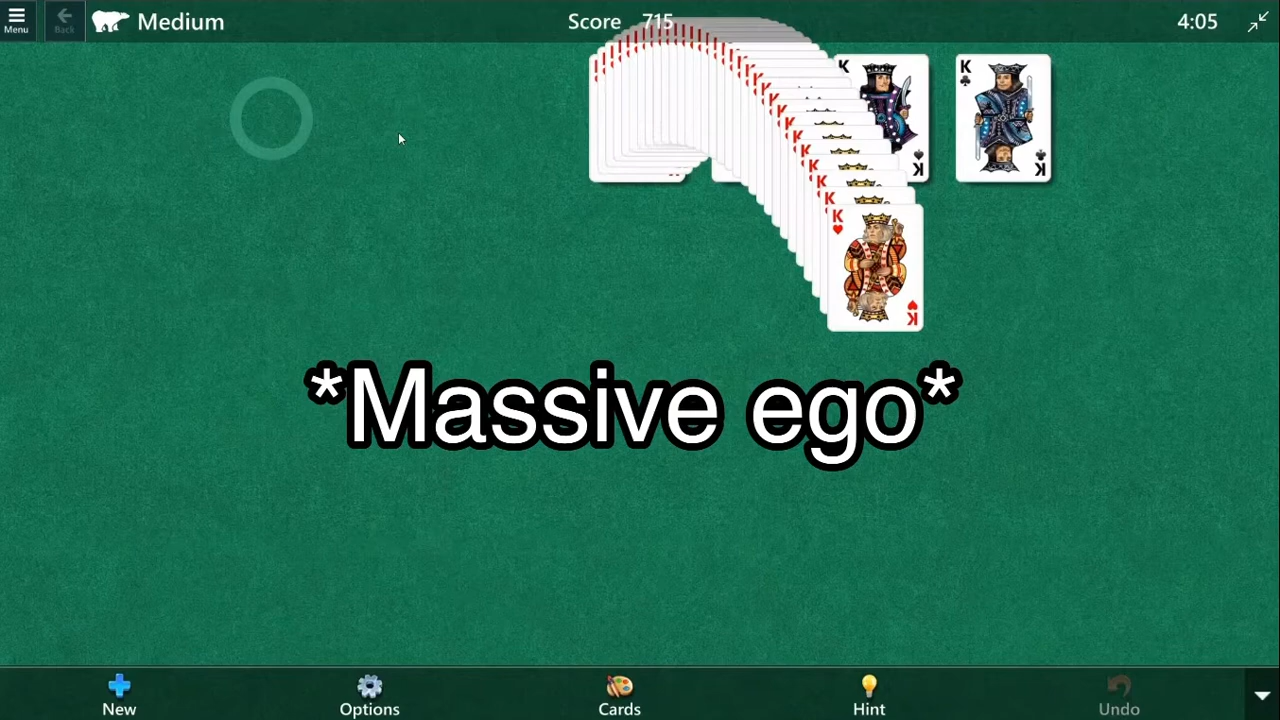 Menu
Back
Medium
Score 715
4:05
K
K
K
K
K
K
K
K
K
K
K
K
K
K
*Massive ego*
New
Options
Cards
Hint
Undo